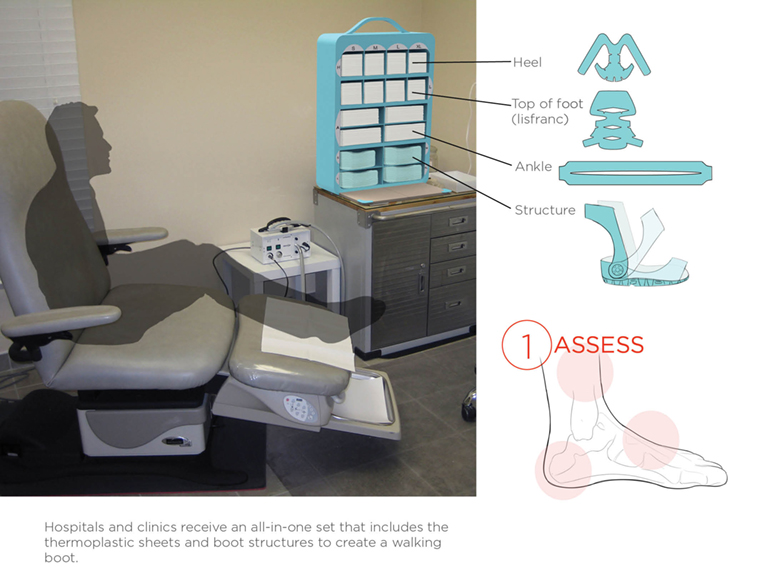 S M L N
Heel
Top of foot
(lisfranc)
Ankle
Structure
1 ASSESS
Hospitals and clinics receive an all-in-one set that includes the
thermoplastic sheets and boot structures to create a walking
boot.